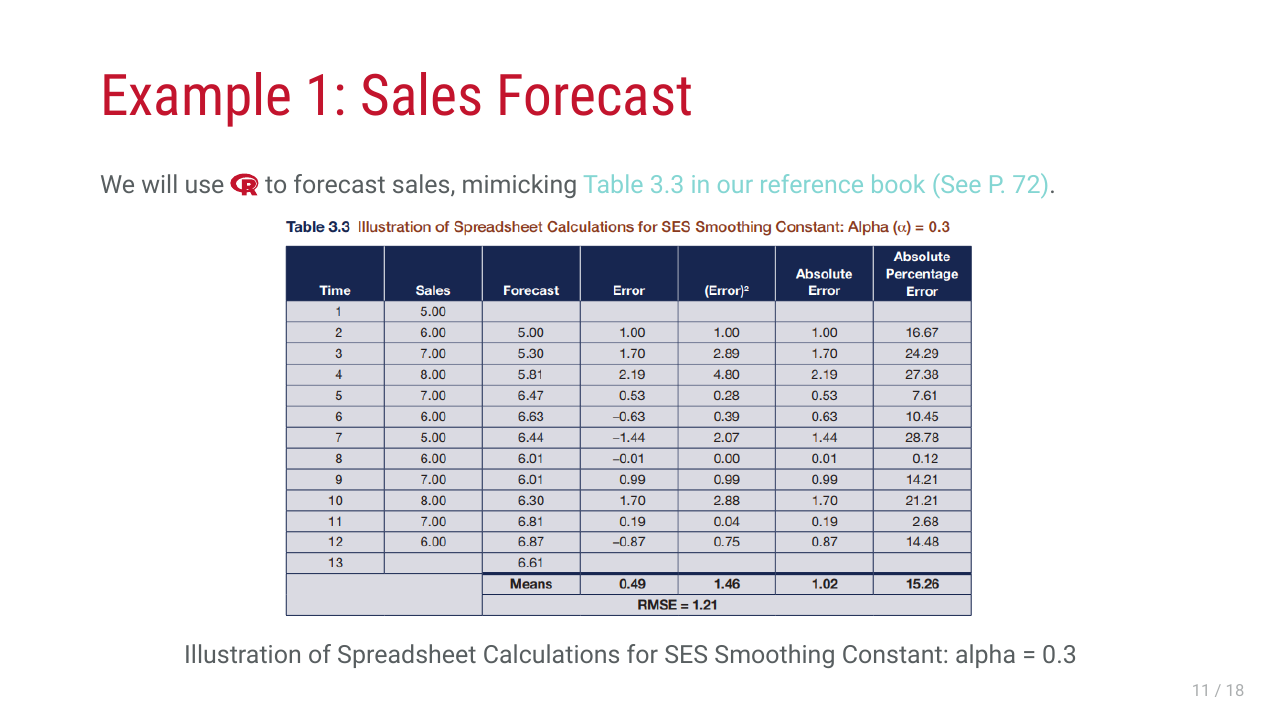 Example 1: Sales Forecast
We will use R to forecast sales, mimicking Table 3.3 in our reference book (See P. 72).
Table 3.3 Illustration of Spreadsheet Calculations for SES Smoothing Constant: Alpha (α) = 0.3
Time Sales Forecast Error (Error)² Absolute Error Absolute Percentage Error
1 5.00
2 6.00 5.00 1.00 1.00 1.00 16.67
3 7.00 5.30 1.70 2.89 1.70 24.29
4 8.00 5.81 2.19 4.80 2.19 27.38
5 7.00 6.47 0.53 0.28 0.53 7.61
6 6.00 6.63 –0.63 0.39 0.63 10.45
7 5.00 6.44 –1.44 2.07 1.44 28.78
8 6.00 6.01 –0.01 0.00 0.01 0.12
9 7.00 6.01 0.99 0.99 0.99 14.21
10 8.00 6.30 1.70 2.88 1.70 21.21
11 7.00 6.81 0.19 0.04 0.19 2.68
12 6.00 6.87 –0.87 0.75 0.87 14.48
13 6.61
Means 0.49 1.46 1.02 15.26
RMSE = 1.21
Illustration of Spreadsheet Calculations for SES Smoothing Constant: alpha = 0.3
11 / 18